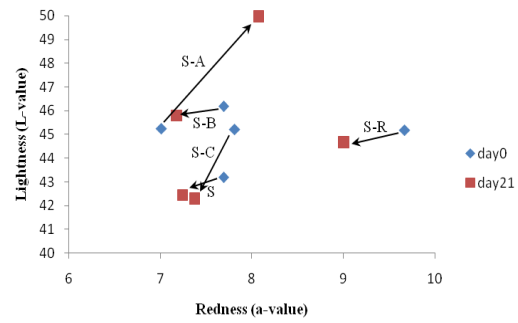 50
49
48
47
46
45
44
43
42
41
40
Lightness (L-value)
S-A
S-B
S-C
S
S-R
day0
day21
6 7 8 9 10
Redness (a-value)